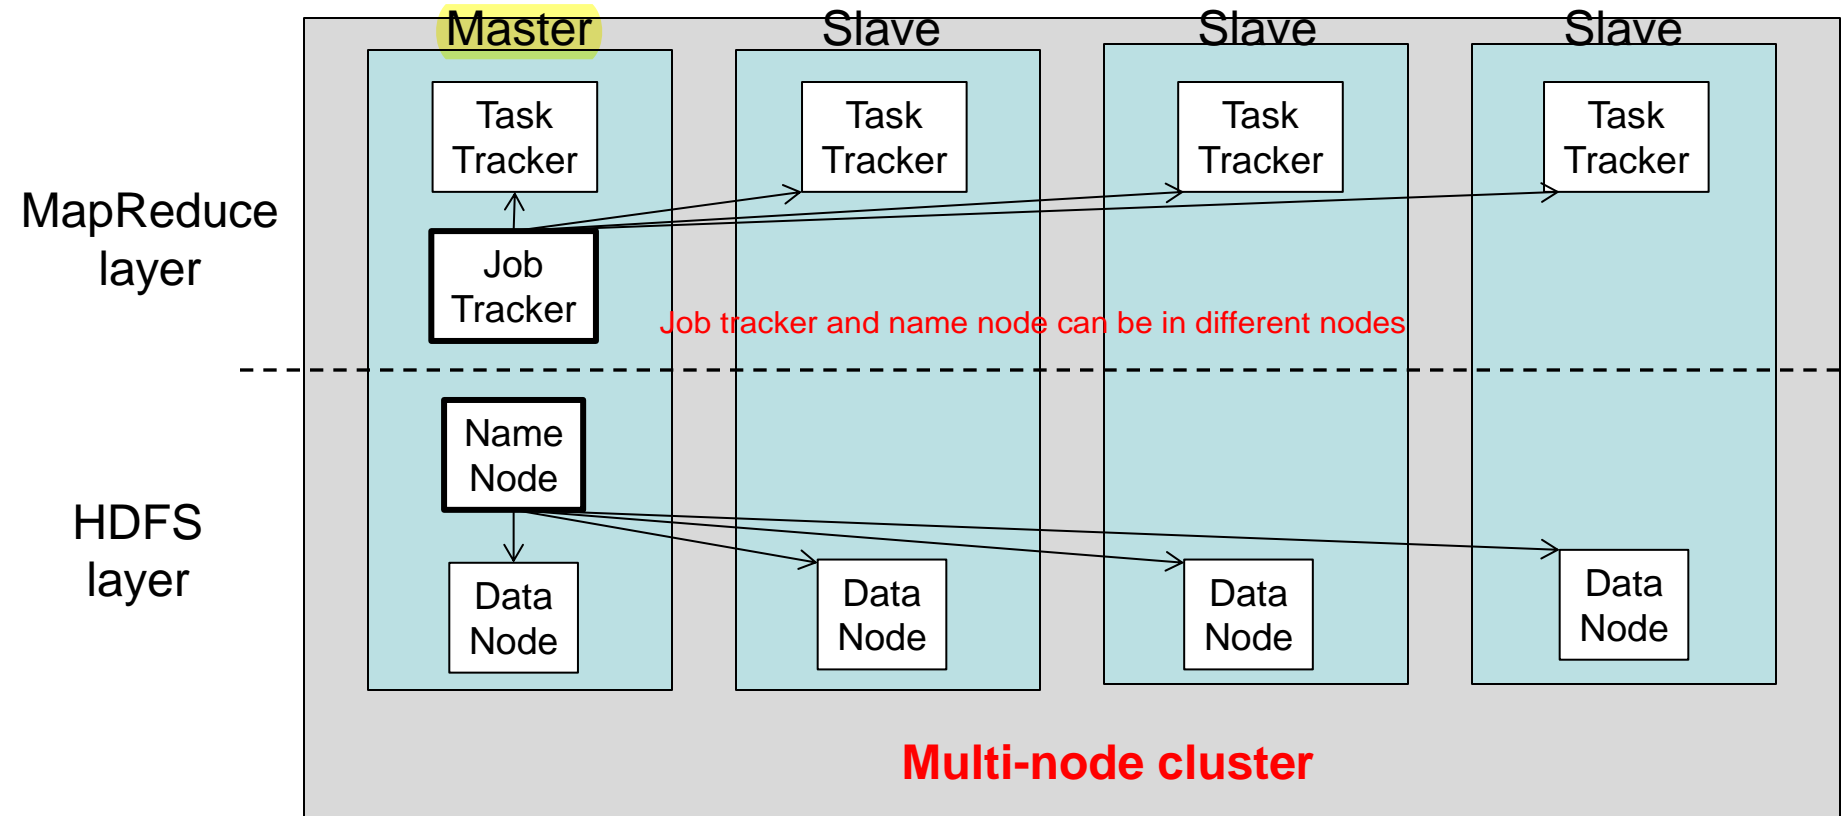 Master
Slave
Slave
Slave
Task
Tracker
Task
Tracker
Task
Tracker
Task
Tracker
MapReduce
layer
Job
Tracker
Job tracker and name node can be in different nodes
Name
Node
HDFS
layer
Data
Node
Data
Node
Data
Node
Data
Node
Multi-node cluster